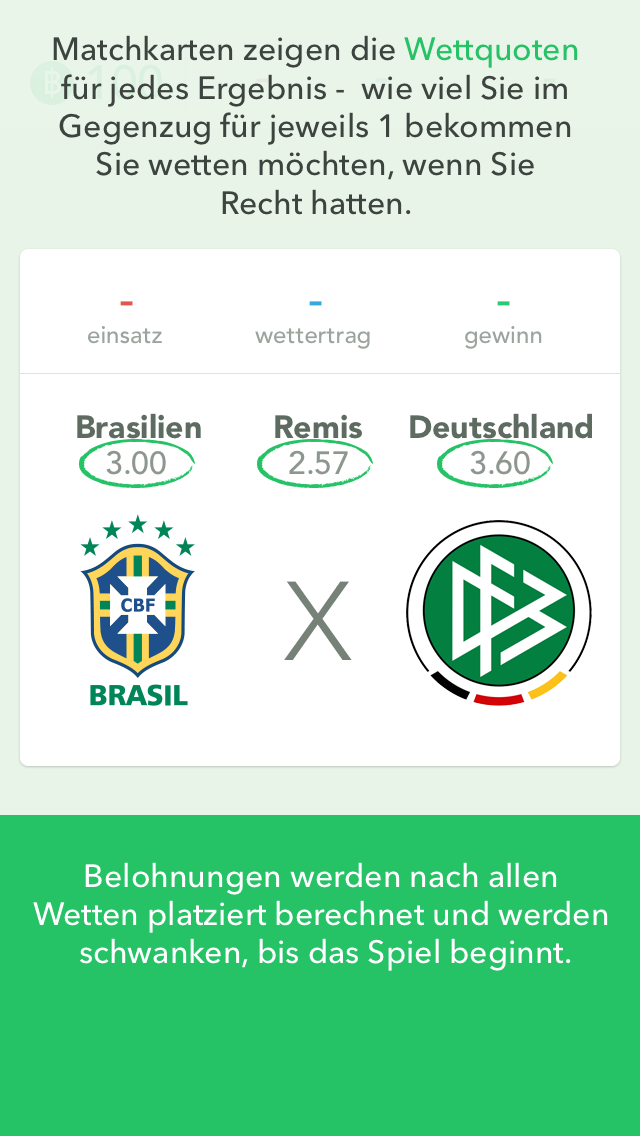 Matchkarten zeigen die Wettquoten
für jedes Ergebnis - wie viel Sie im
Gegenzug für jeweils 1 bekommen
Sie wetten möchten, wenn Sie
Recht hatten.
- - -
einsatz wettertrag gewinn
Brasilien Remis Deutschland
3.00 2.57 3.60
CBF
X
DFB
BRASIL
Belohnungen werden nach allen
Wetten platziert berechnet und werden
schwanken, bis das Spiel beginnt.